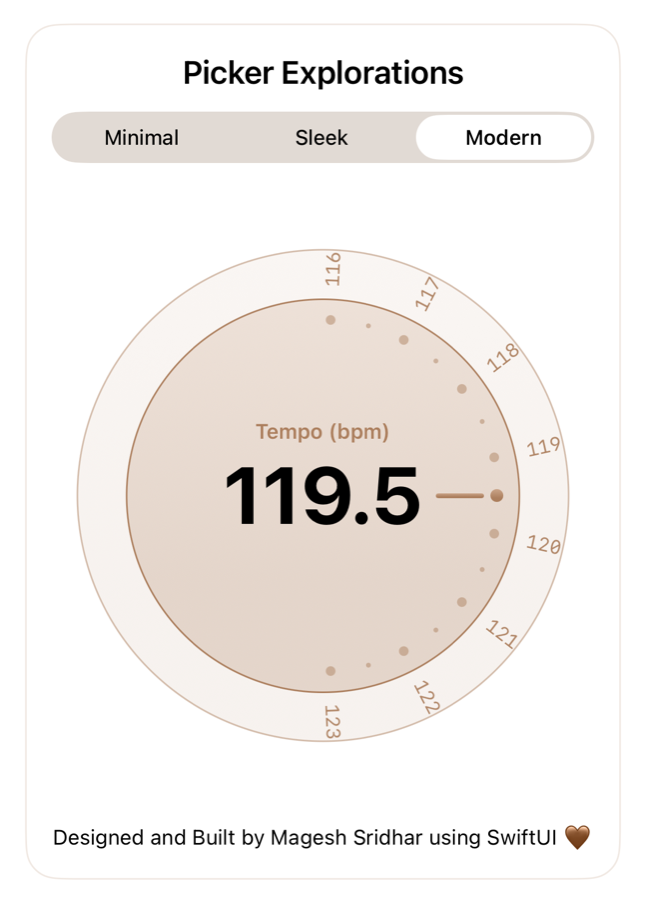 Picker Explorations
Minimal Sleek Modern
116
117
118
119
Tempo (bpm)
119.5
120
121
122
123
Designed and Built by Magesh Sridhar using SwiftUI 🤎